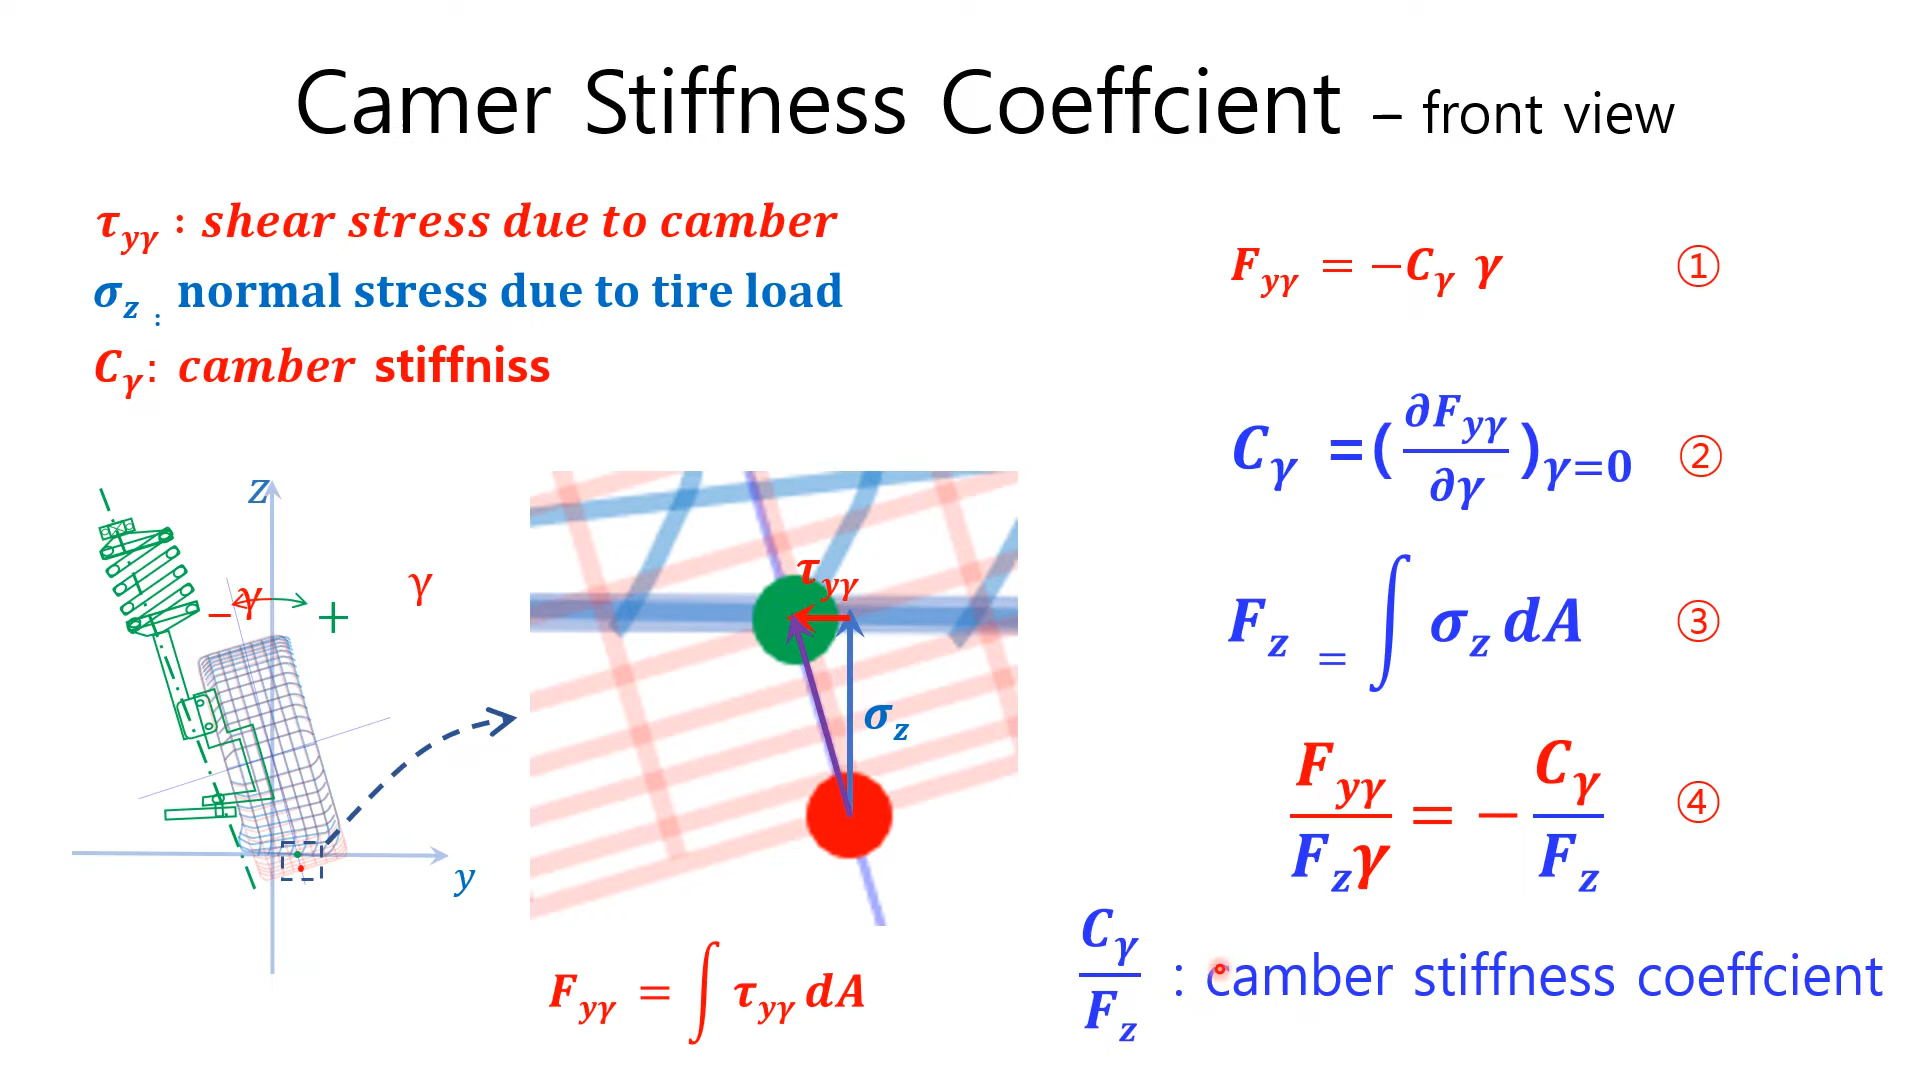 Camer Stiffness Coeffcient – front view
τyγ : shear stress due to camber
σz : normal stress due to tire load
Cγ: camber stiffniss
Fyγ = −Cγ γ ①
Cγ =(∂Fyγ/∂γ)γ=0 ②
Fz = ∫ σz dA ③
Fyγ/Fzγ = − Cγ/Fz ④
Cγ/Fz : camber stiffness coeffcient
z
γ
−γ +
y
τyγ
σz
Fyγ = ∫ τyγ dA